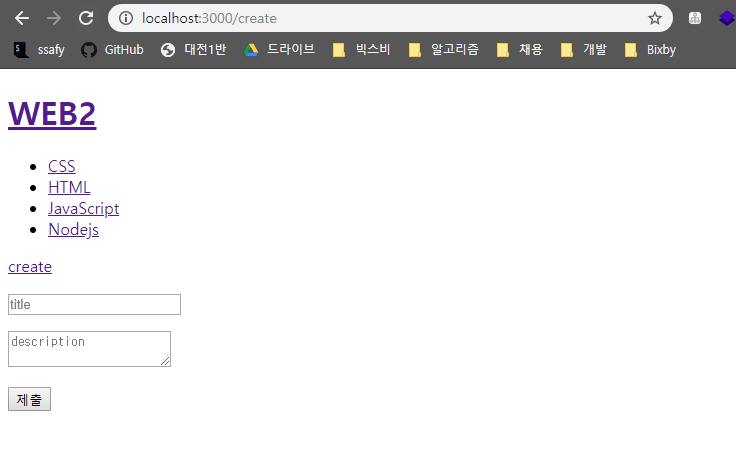 localhost:3000/create
ssafy GitHub 대전1반 드라이브 빅스비 알고리즘 채용 개발 Bixby
WEB2
CSS
HTML
JavaScript
Nodejs
create
title
description
제출